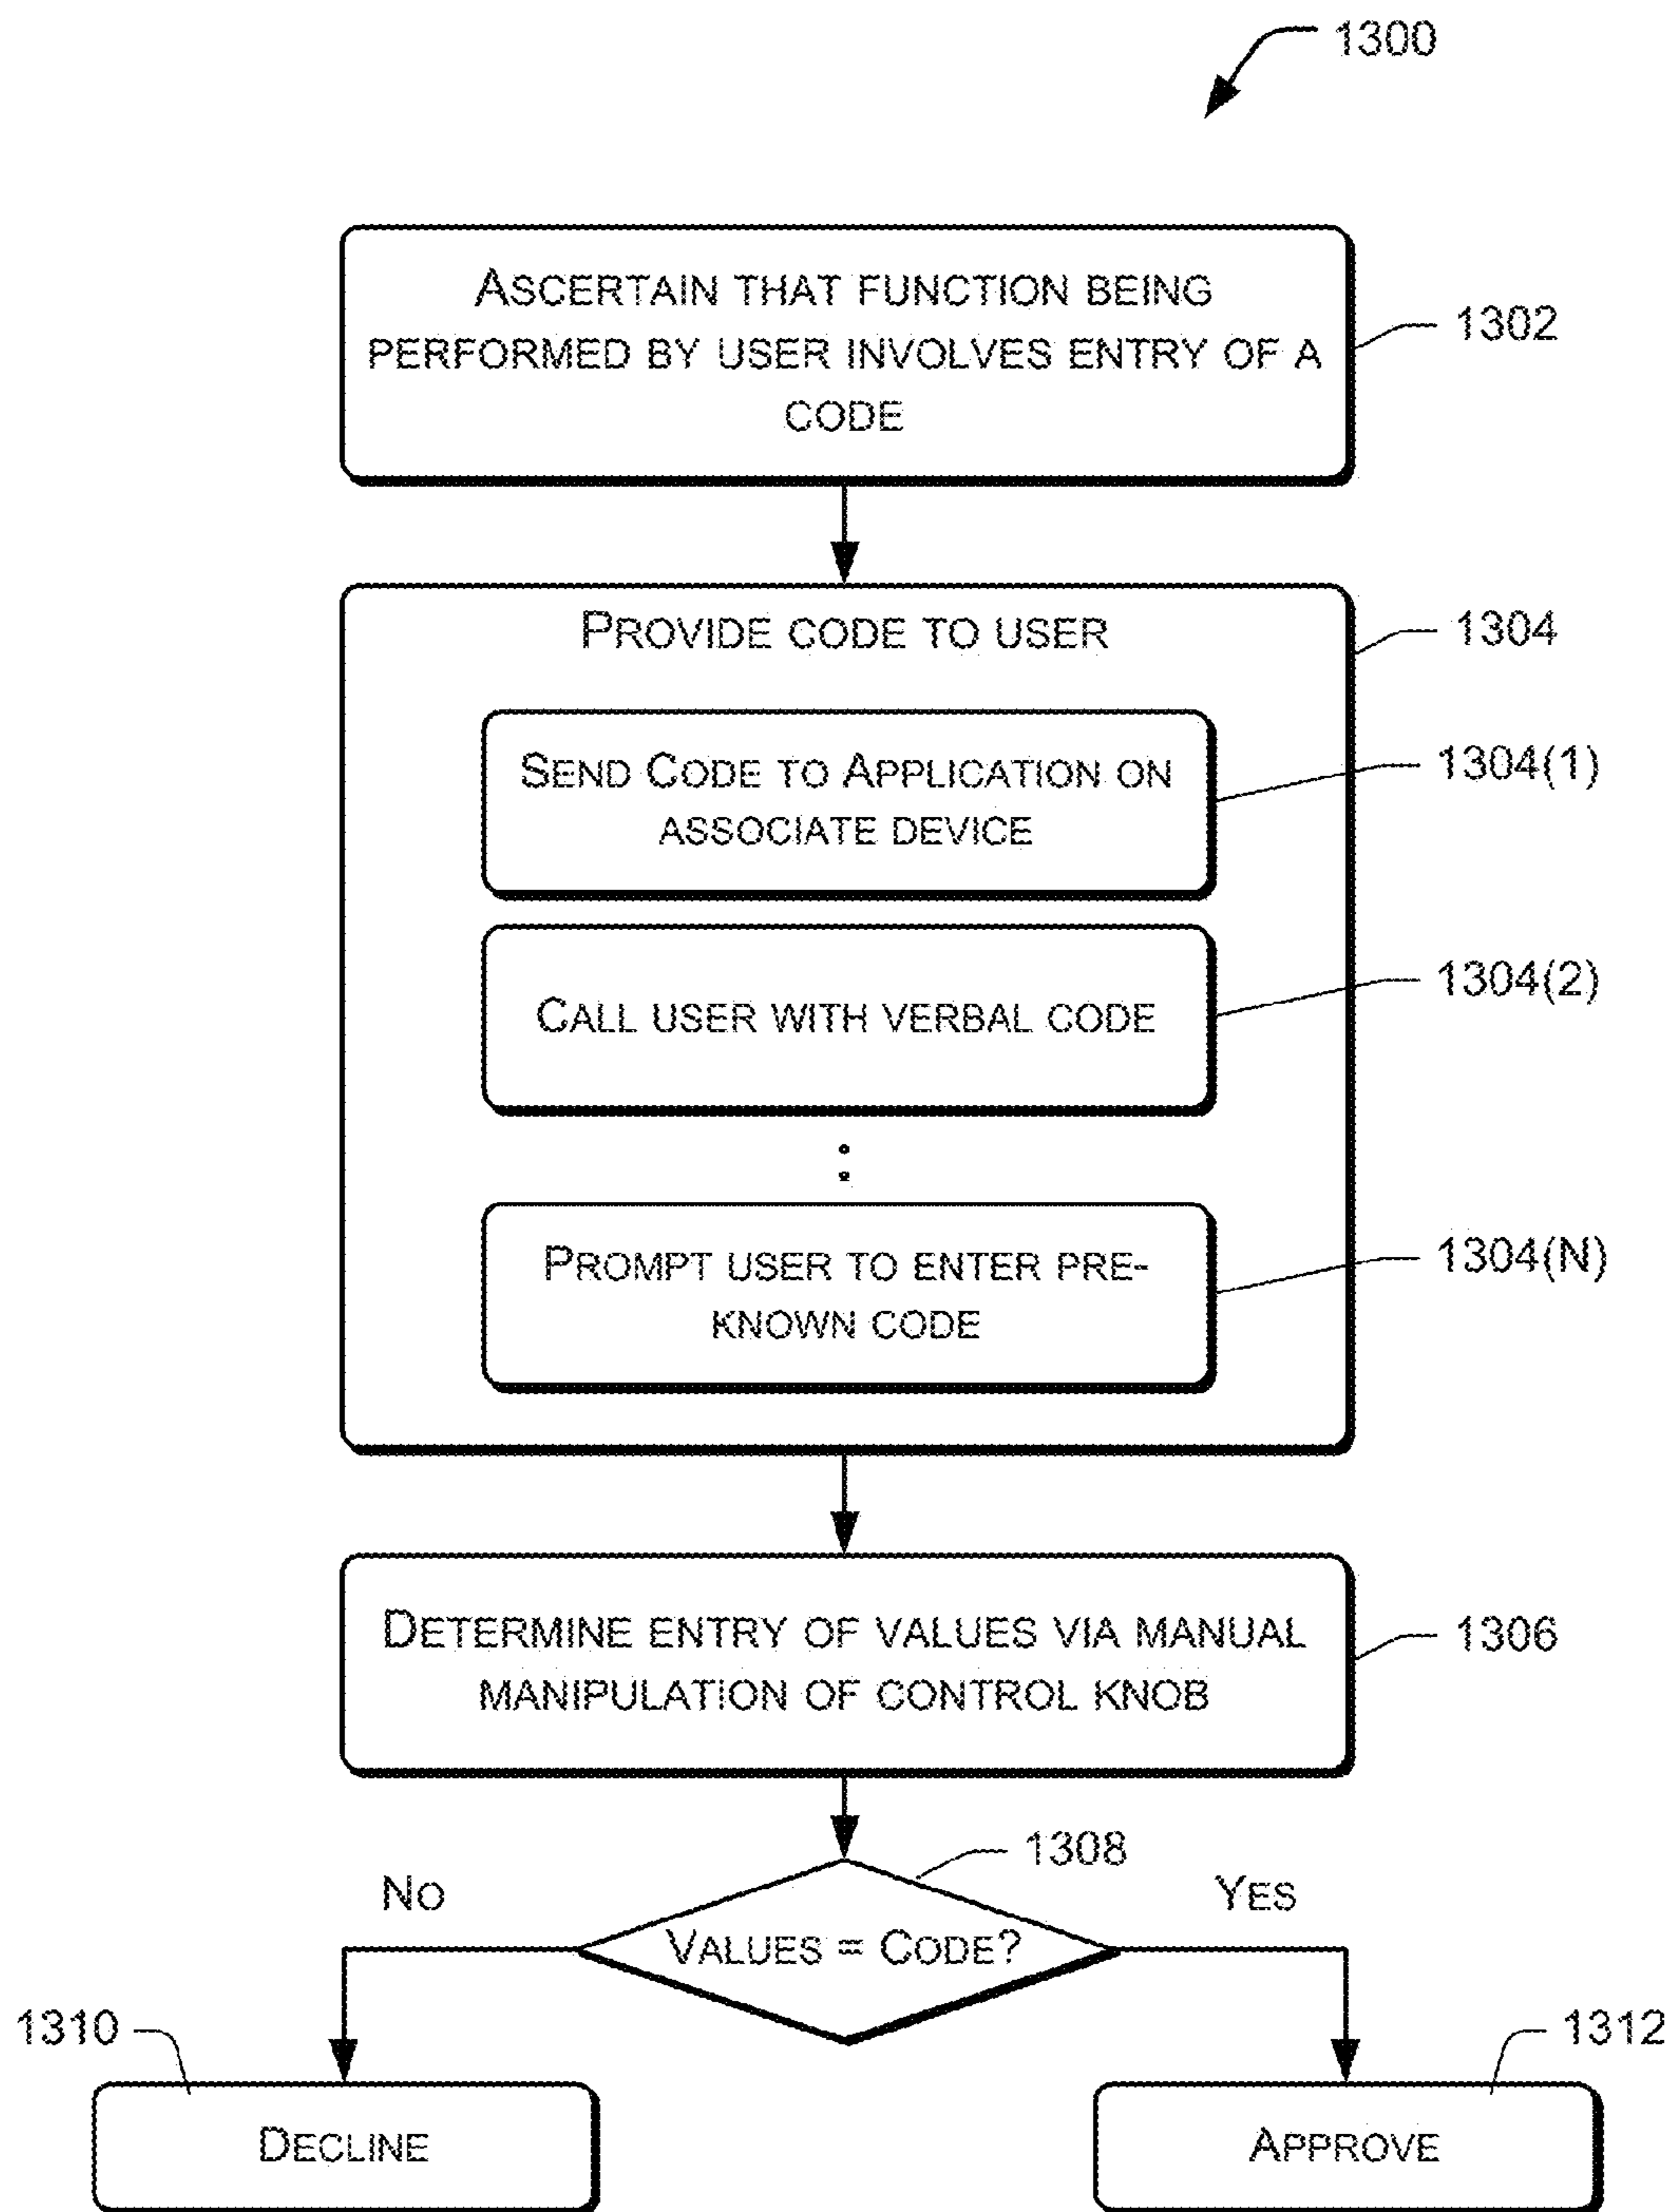 1300
ASCERTAIN THAT FUNCTION BEING
PERFORMED BY USER INVOLVES ENTRY OF A
CODE
1302
PROVIDE CODE TO USER
1304
SEND CODE TO APPLICATION ON
ASSOCIATE DEVICE
1304(1)
CALL USER WITH VERBAL CODE
1304(2)
PROMPT USER TO ENTER PRE-
KNOWN CODE
1304(N)
DETERMINE ENTRY OF VALUES VIA MANUAL
MANIPULATION OF CONTROL KNOB
1306
1308
NO
YES
VALUES = CODE?
1310
1312
DECLINE
APPROVE